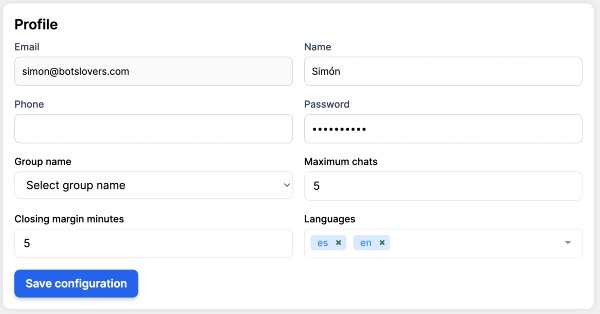 Profile
Email Name
simon@botslovers.com Simón
Phone Password
••••••••••
Group name Maximum chats
Select group name 5
Closing margin minutes Languages
5 es × en ×
Save configuration